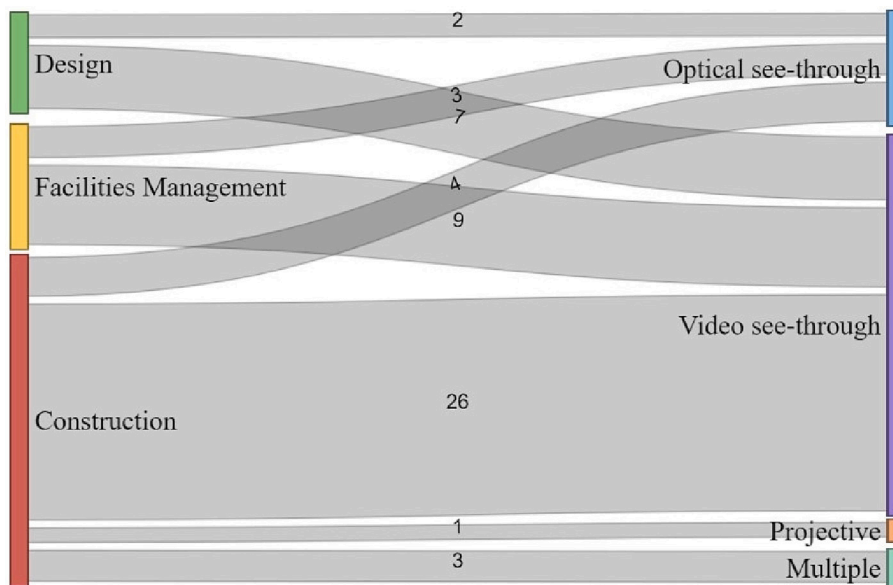 2
Design
Optical see-through
3
7
Facilities Management
4
9
Video see-through
26
Construction
1
Projective
3
Multiple